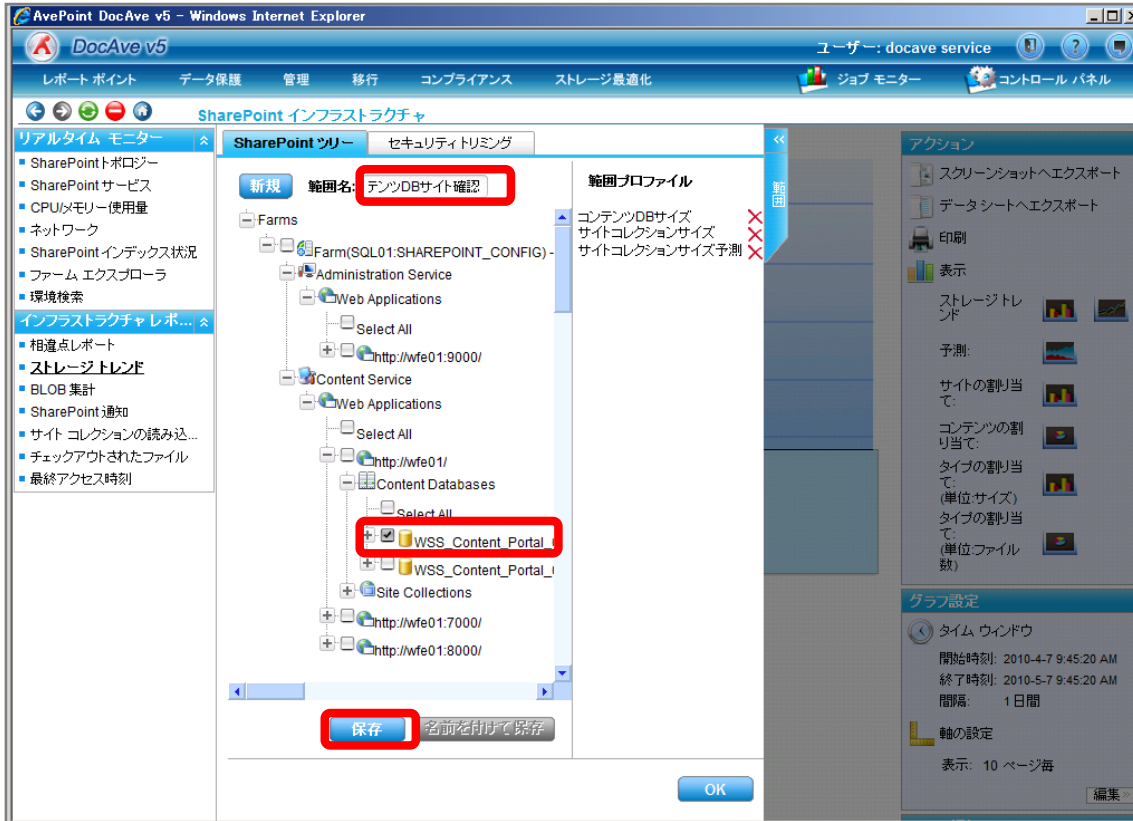 AvePoint DocAve v5 - Windows Internet Explorer
DocAve v5
ユーザー: docave service
レポート ポイント データ保護 管理 移行 コンプライアンス ストレージ最適化 ジョブ モニター コントロール パネル
SharePoint インフラストラクチャ
リアルタイム モニター
SharePointトポロジー
SharePoint サービス
CPU/メモリー使用量
ネットワーク
SharePoint インデックス状況
ファーム エクスプローラ
環境検索
インフラストラクチャ レポ...
相違点レポート
ストレージ トレンド
BLOB 集計
SharePoint 通知
サイト コレクションの読み込...
チェックアウトされたファイル
最終アクセス時刻
SharePoint ツリー セキュリティトリミング
新規 範囲名: テンツDBサイト確認
Farms
Farm(SQL01:SHAREPOINT_CONFIG) -
Administration Service
Web Applications
Select All
http://wfe01:9000/
Content Service
Web Applications
Select All
http://wfe01/
Content Databases
Select All
WSS_Content_Portal_
WSS_Content_Portal_
Site Collections
http://wfe01:7000/
http://wfe01:8000/
保存 名前を付けて保存
範囲プロファイル
コンテンツDBサイズ
サイトコレクションサイズ
サイトコレクションサイズ予測
OK
範囲
アクション
スクリーンショットへエクスポート
データシートへエクスポート
印刷
表示
ストレージトレ
ンド
予測:
サイトの割り当
て:
コンテンツの割
り当て:
タイプの割り当
て:
(単位:サイズ)
タイプの割り当
て:
(単位:ファイル
数)
グラフ設定
タイム ウィンドウ
開始時刻: 2010-4-7 9:45:20 AM
終了時刻: 2010-5-7 9:45:20 AM
間隔: 1 日間
軸の設定
表示: 10 ページ毎
編集